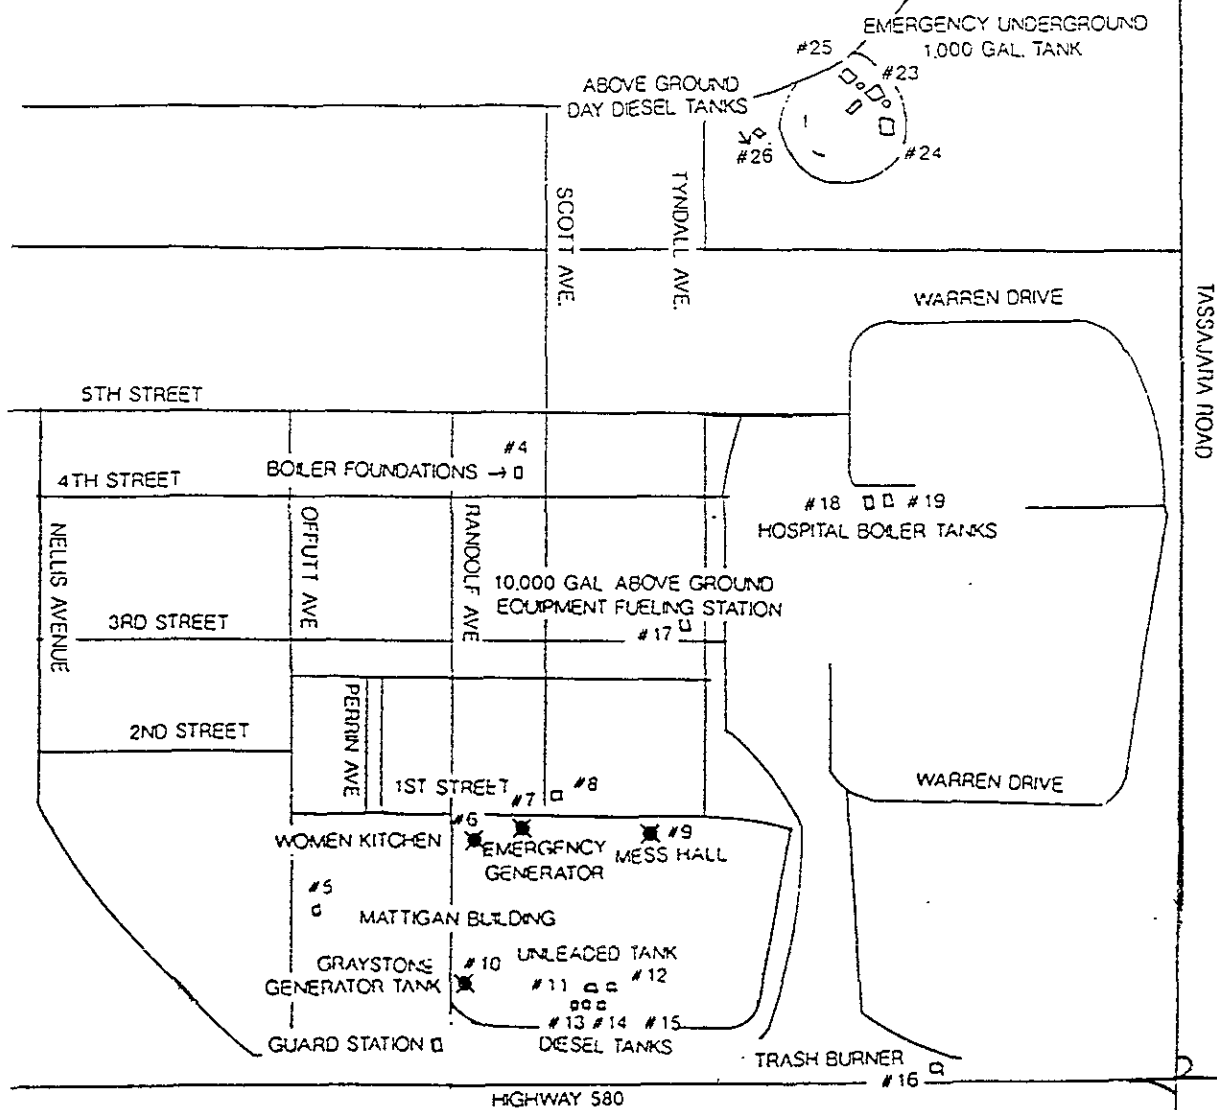 EMERGENCY UNDERGROUND
1,000 GAL. TANK
#25
#23
ABOVE GROUND
DAY DIESEL TANKS
#26
#24
SCOTT AVE.
TYNDALL AVE.
WARREN DRIVE
TASSAJARA ROAD
5TH STREET
#4
BOILER FOUNDATIONS →
4TH STREET
#18 #19
HOSPITAL BOILER TANKS
NELLIS AVENUE
OFFUTT AVE
RANDOLF AVE
10,000 GAL ABOVE GROUND
EQUIPMENT FUELING STATION
3RD STREET
#17
PERRIN AVE
2ND STREET
1ST STREET
#8
#7
WARREN DRIVE
#6
WOMEN KITCHEN
#9
EMERGENCY
GENERATOR
MESS HALL
#5
MATTIGAN BUILDING
UNLEADED TANK
GRAYSTONE
GENERATOR TANK
#10
#11
#12
#13 #14 #15
DIESEL TANKS
GUARD STATION
TRASH BURNER
#16
HIGHWAY 580